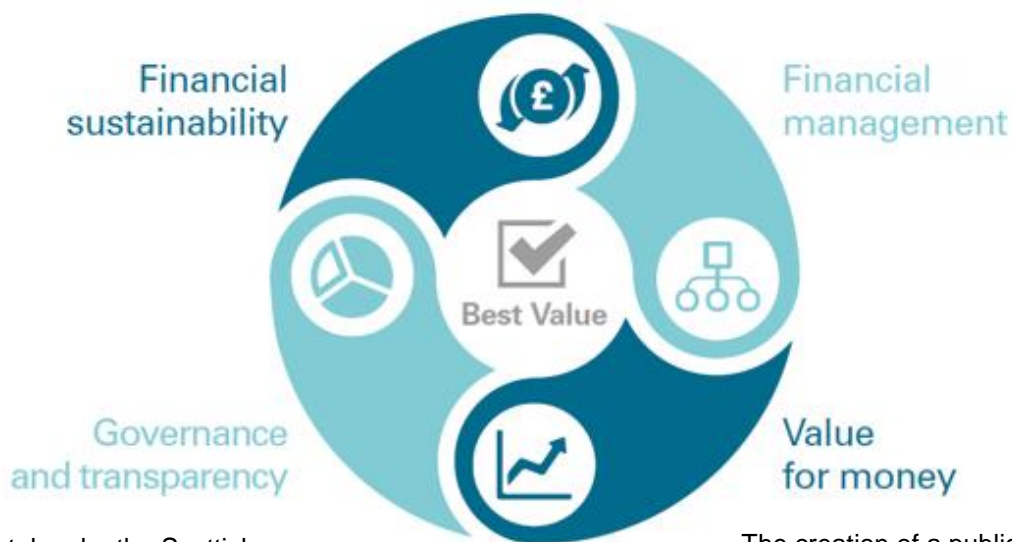 Financial
sustainability
Financial
management
£
Best Value
Governance
and transparency
Value
for money
The creation of a public